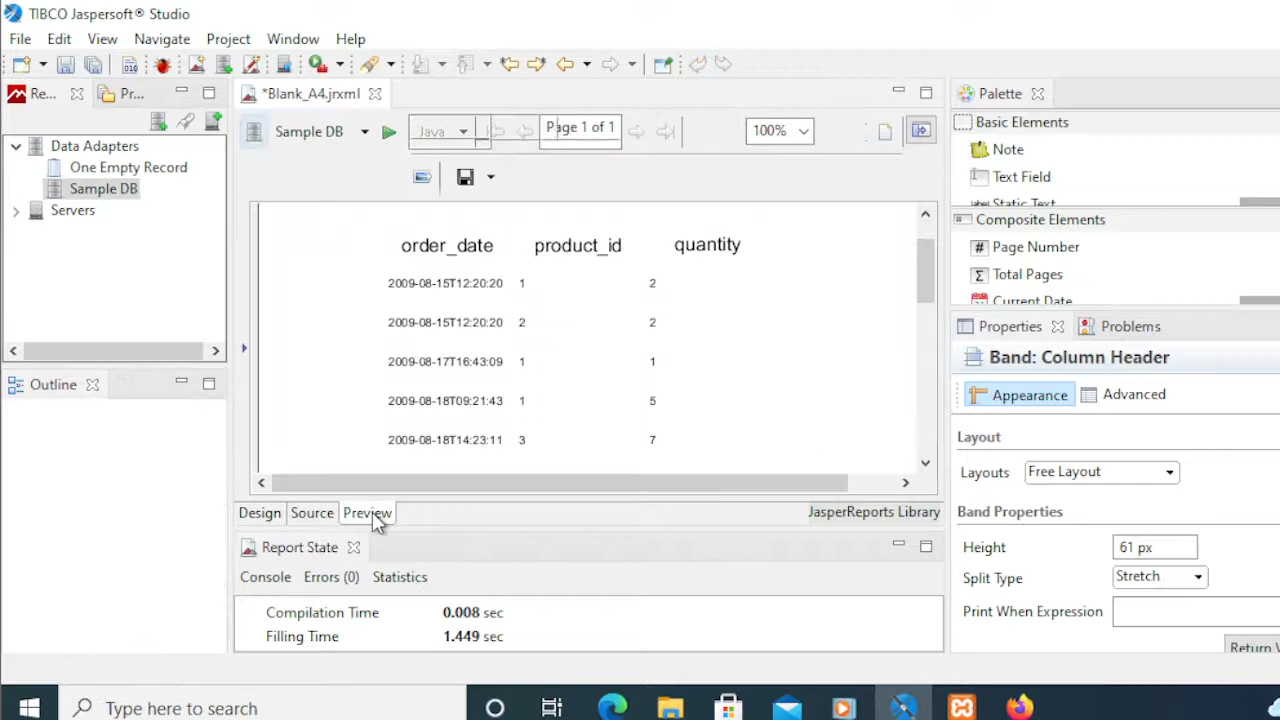 TIBCO Jaspersoft® Studio
File Edit View Navigate Project Window Help
Re... Pr... *Blank_A4.jrxml Palette
Sample DB Java Page 1 of 1 100%
Basic Elements
Note
Text Field
Static Text
Composite Elements
Page Number
Total Pages
Current Date
Data Adapters
One Empty Record
Sample DB
Servers
order_date product_id quantity
2009-08-15T12:20:20 1 2
2009-08-15T12:20:20 2 2
2009-08-17T16:43:09 1 1
2009-08-18T09:21:43 1 5
2009-08-18T14:23:11 3 7
Outline
Design Source Preview JasperReports Library
Report State
Console Errors (0) Statistics
Compilation Time 0.008 sec
Filling Time 1.449 sec
Properties Problems
Band: Column Header
Appearance Advanced
Layout
Layouts Free Layout
Band Properties
Height 61 px
Split Type Stretch
Print When Expression
Return
Type here to search